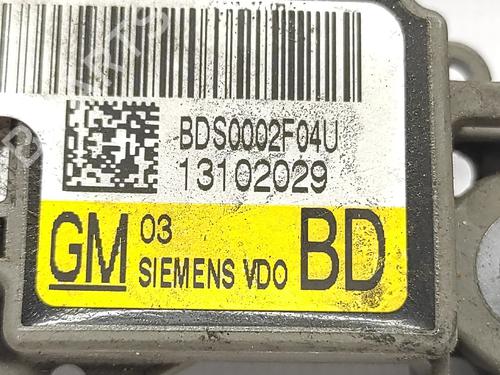 BDS0002F04U
13102029
GM 03 BD
SIEMENS VDO